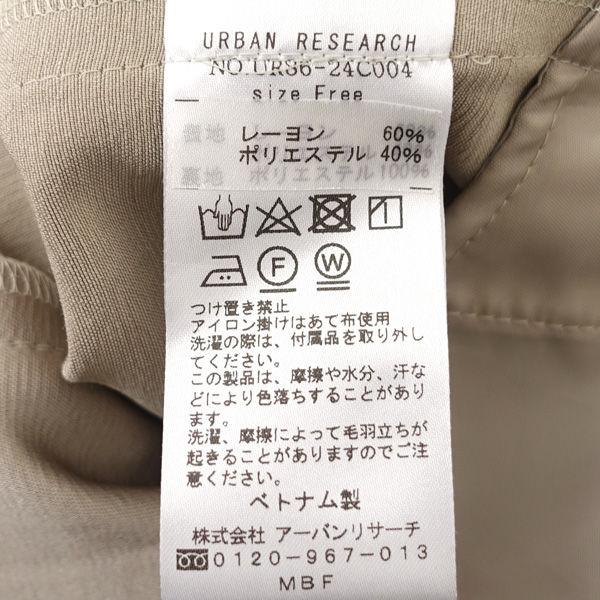 URBAN RESEARCH
NO.UR86-24C004
size Free
レーヨン 60%
ポリエステル 40%
裏地 ポリエステル 100%
F W
つけ置き禁止
アイロン掛けはあて布使用
洗濯の際は、付属品を取り外し
てください。
この製品は、摩擦や水分、汗な
どにより色落ちすることがあり
ます。
洗濯、摩擦によって毛羽立ちが
起きることがありますのでご注
意ください。
ベトナム製
株式会社 アーバンリサーチ
0120-967-013
MBF